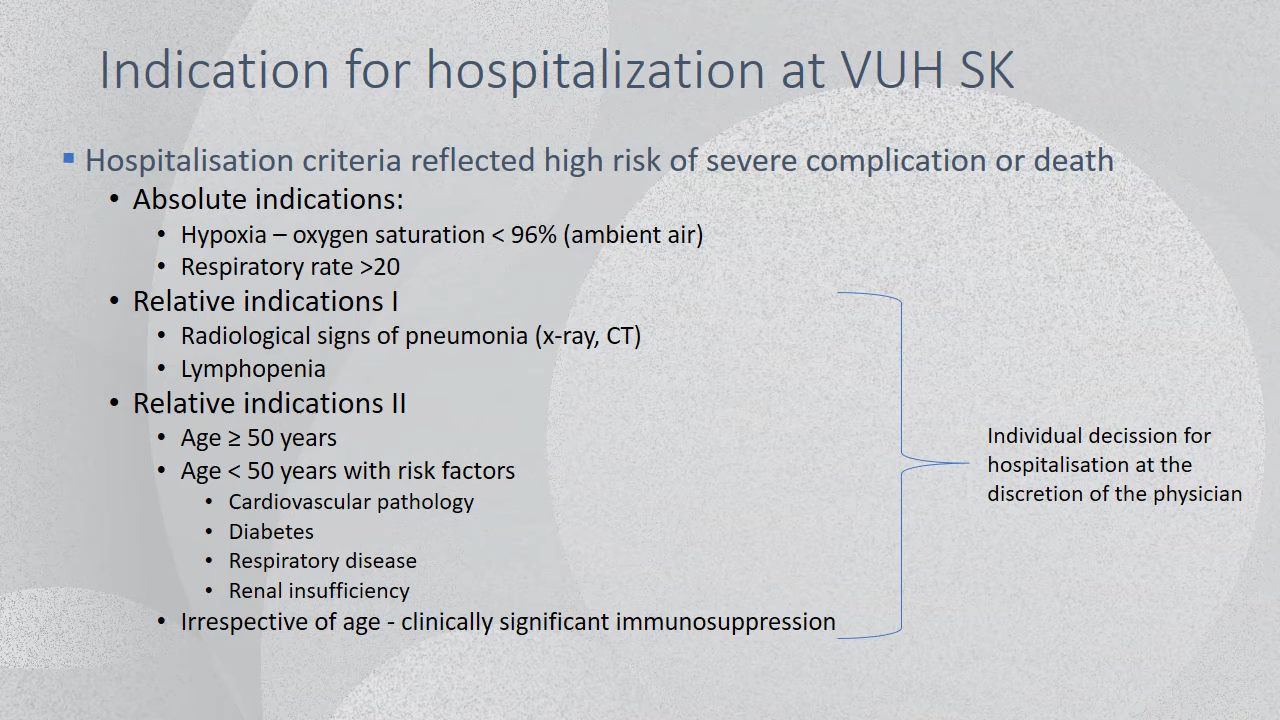 Indication for hospitalization at VUH SK
Hospitalisation criteria reflected high risk of severe complication or death
Absolute indications:
Hypoxia – oxygen saturation < 96% (ambient air)
Respiratory rate >20
Relative indications I
Radiological signs of pneumonia (x-ray, CT)
Lymphopenia
Relative indications II
Age ≥ 50 years
Age < 50 years with risk factors
Cardiovascular pathology
Diabetes
Respiratory disease
Renal insufficiency
Irrespective of age - clinically significant immunosuppression
Individual decission for
hospitalisation at the
discretion of the physician